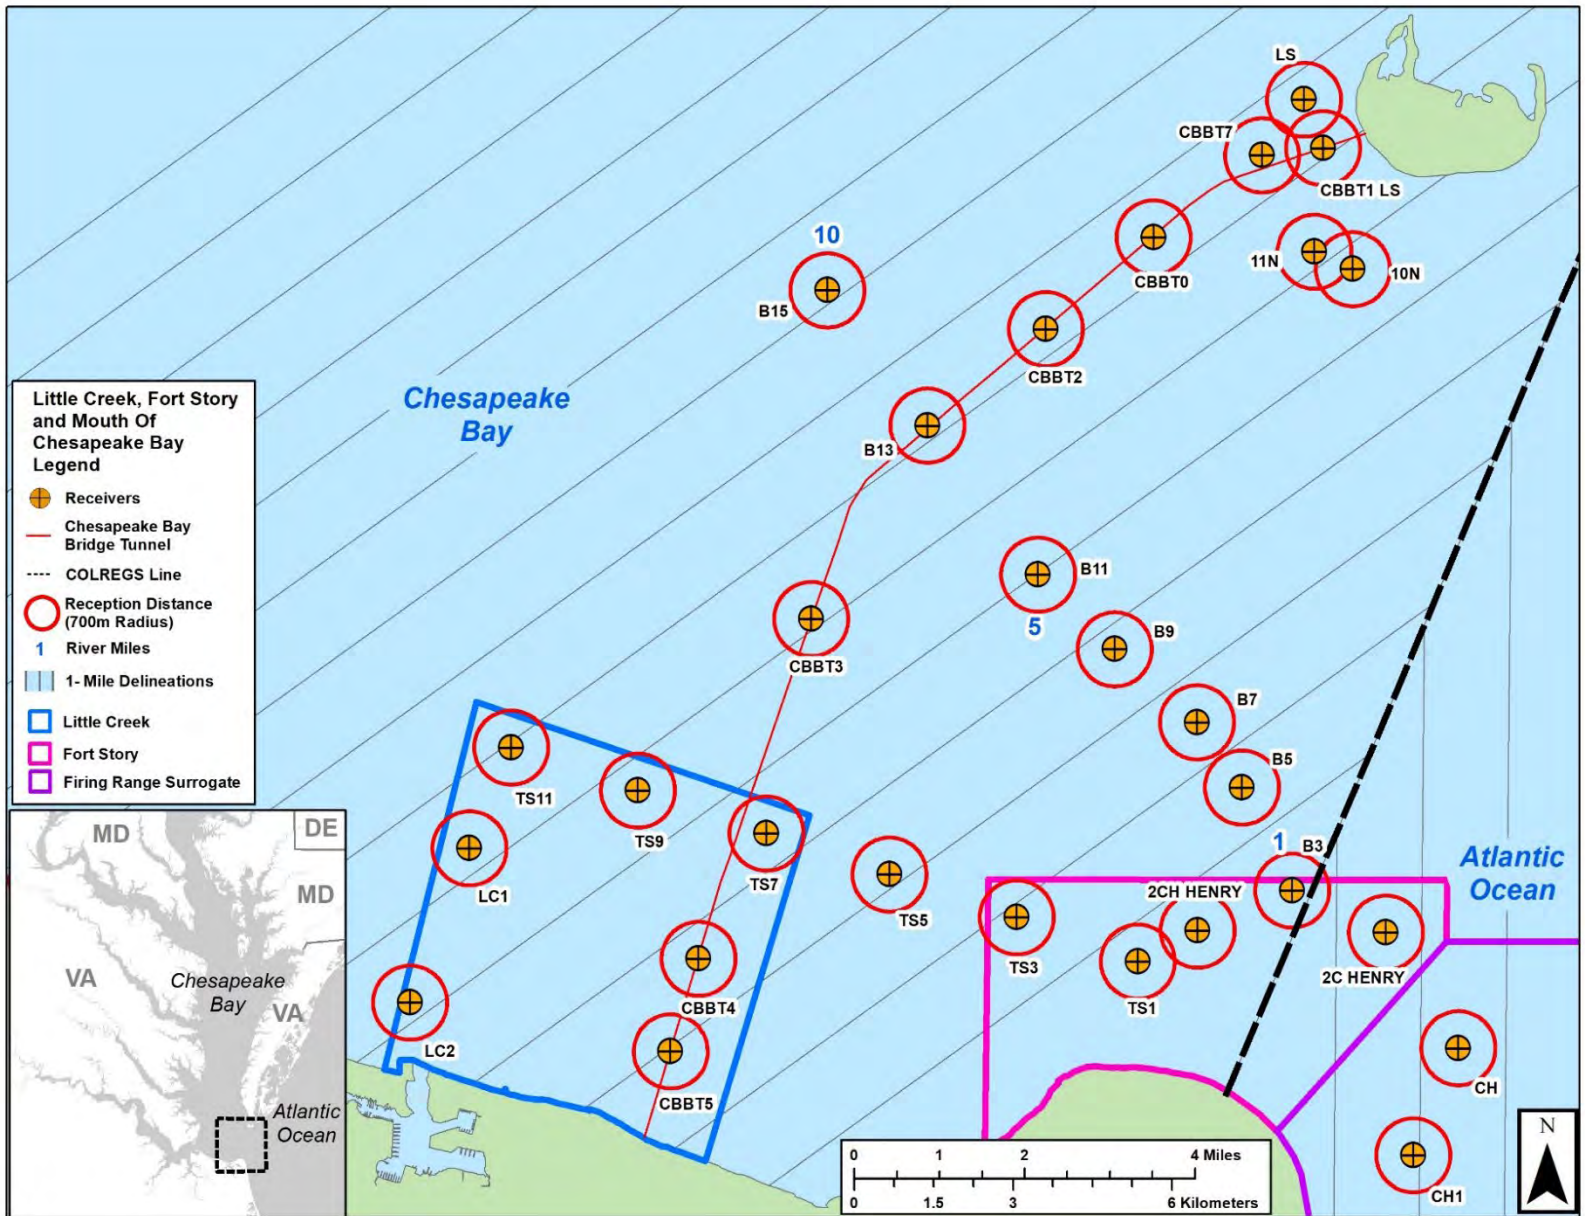 LS
CBBT7
CBBT1 LS
10
11N
10N
CBBT0
B15
CBBT2
Chesapeake
Bay
B13
B11
5
B9
CBBT3
B7
B5
TS11
TS9
TS7
LC1
TS5
1
B3
2CH HENRY
Atlantic
Ocean
TS3
TS1
2C HENRY
CBBT4
LC2
CBBT5
CH
CH1
Little Creek, Fort Story
and Mouth Of
Chesapeake Bay
Legend
Receivers
Chesapeake Bay
Bridge Tunnel
COLREGS Line
Reception Distance
(700m Radius)
1 River Miles
1- Mile Delineations
Little Creek
Fort Story
Firing Range Surrogate
MD
DE
MD
VA
Chesapeake
Bay
VA
Atlantic
Ocean
0 1 2 4 Miles
0 1.5 3 6 Kilometers
N